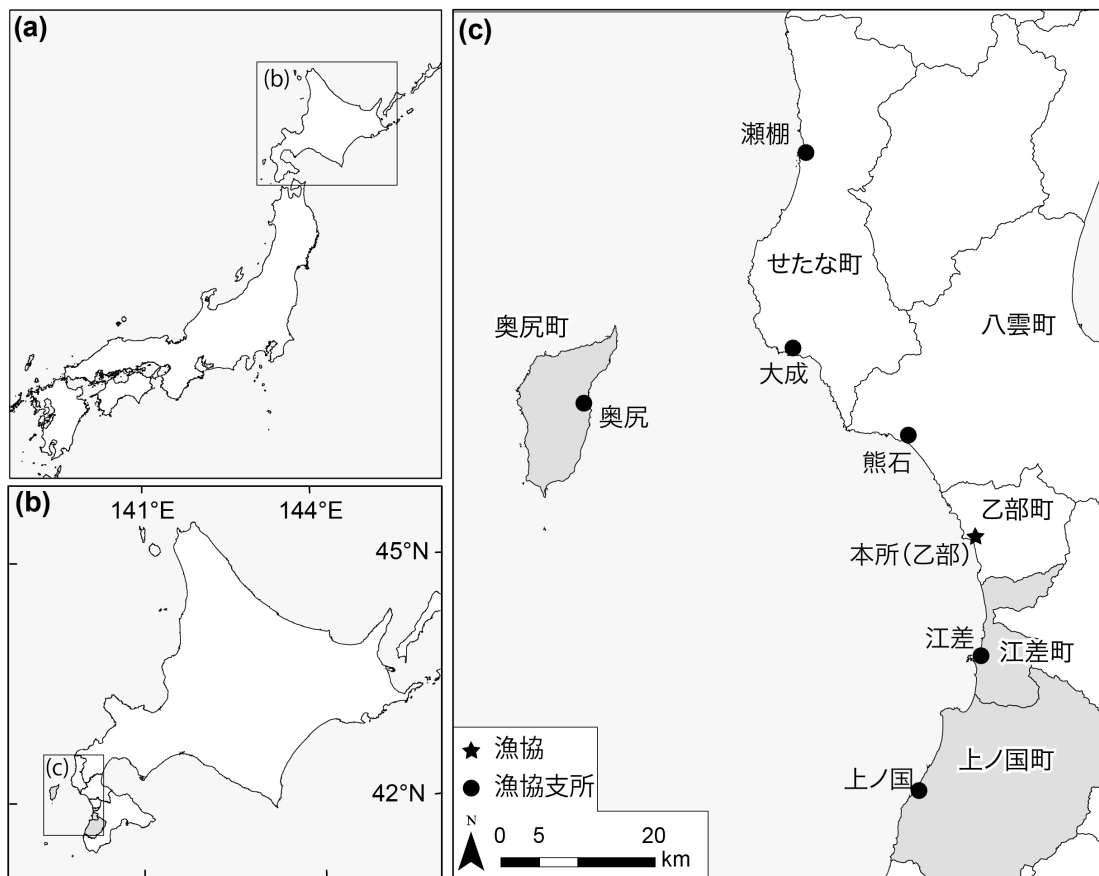 (a)
(b)
(b)
141°E
144°E
45°N
42°N
(c)
(c)
瀬棚
せたな町
八雲町
奥尻町
大成
奥尻
熊石
乙部町
本所（乙部）
江差
江差町
上ノ国町
上ノ国
漁協
漁協支所
N
0 5 20
km